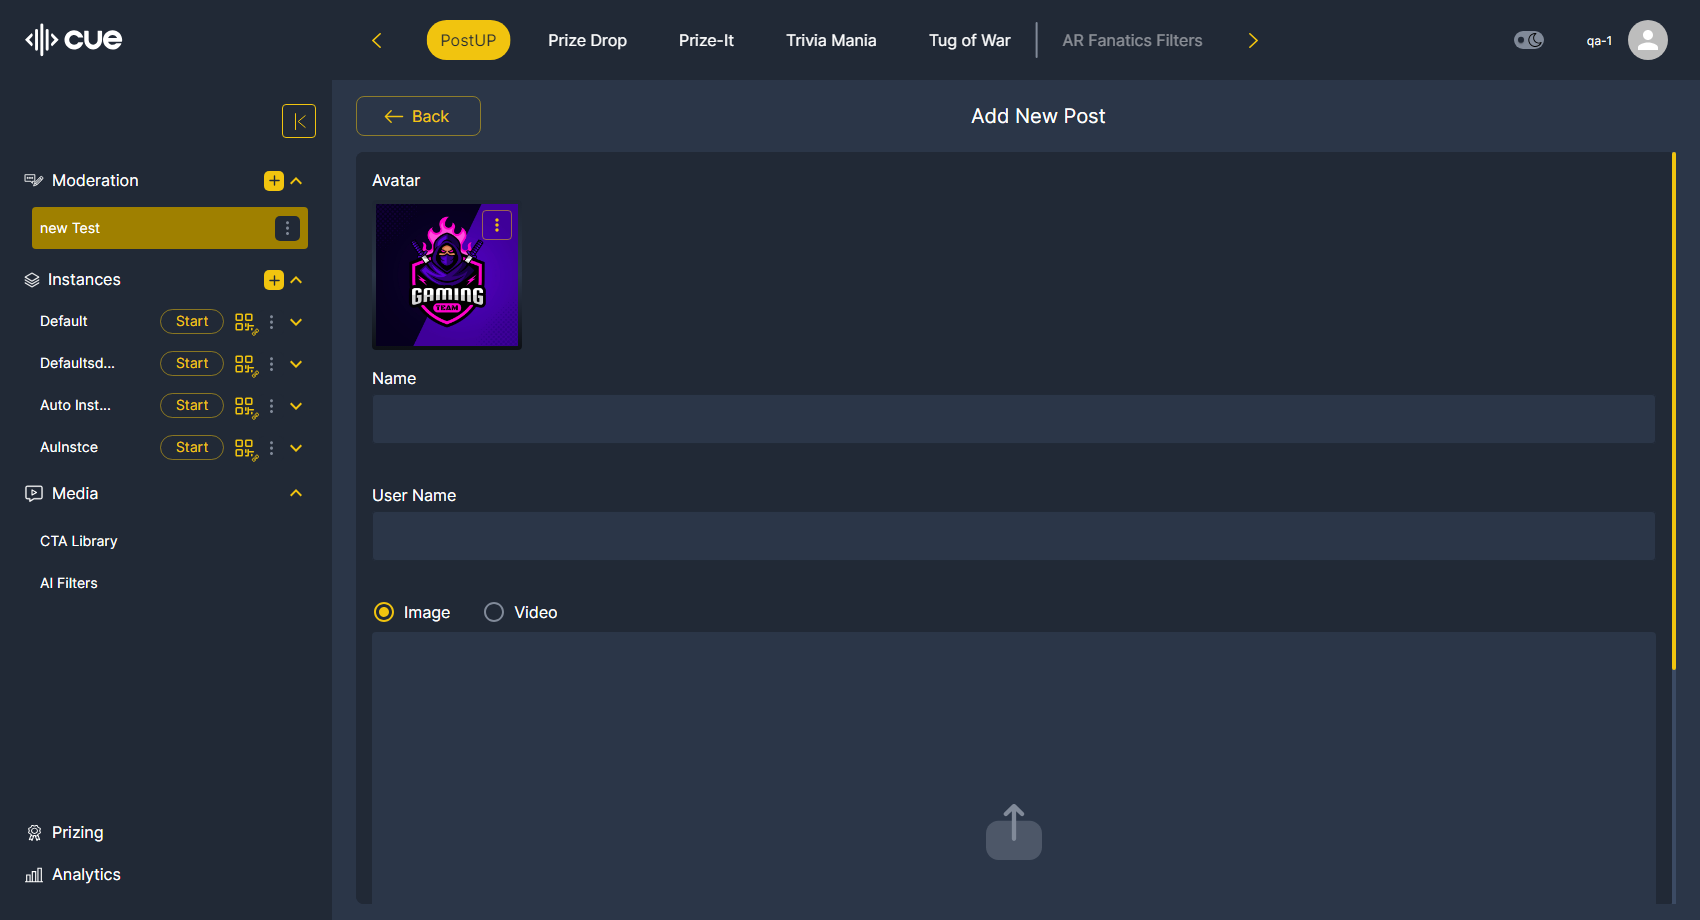 cue
PostUP
Prize Drop
Prize-It
Trivia Mania
Tug of War
AR Fanatics Filters
qa-1
Back
Add New Post
Moderation
new Test
Instances
Default Start
Defaultsd... Start
Auto Inst... Start
AuInstce Start
Media
CTA Library
AI Filters
Prizing
Analytics
Avatar
GAMING
TEAM
Name
User Name
Image
Video